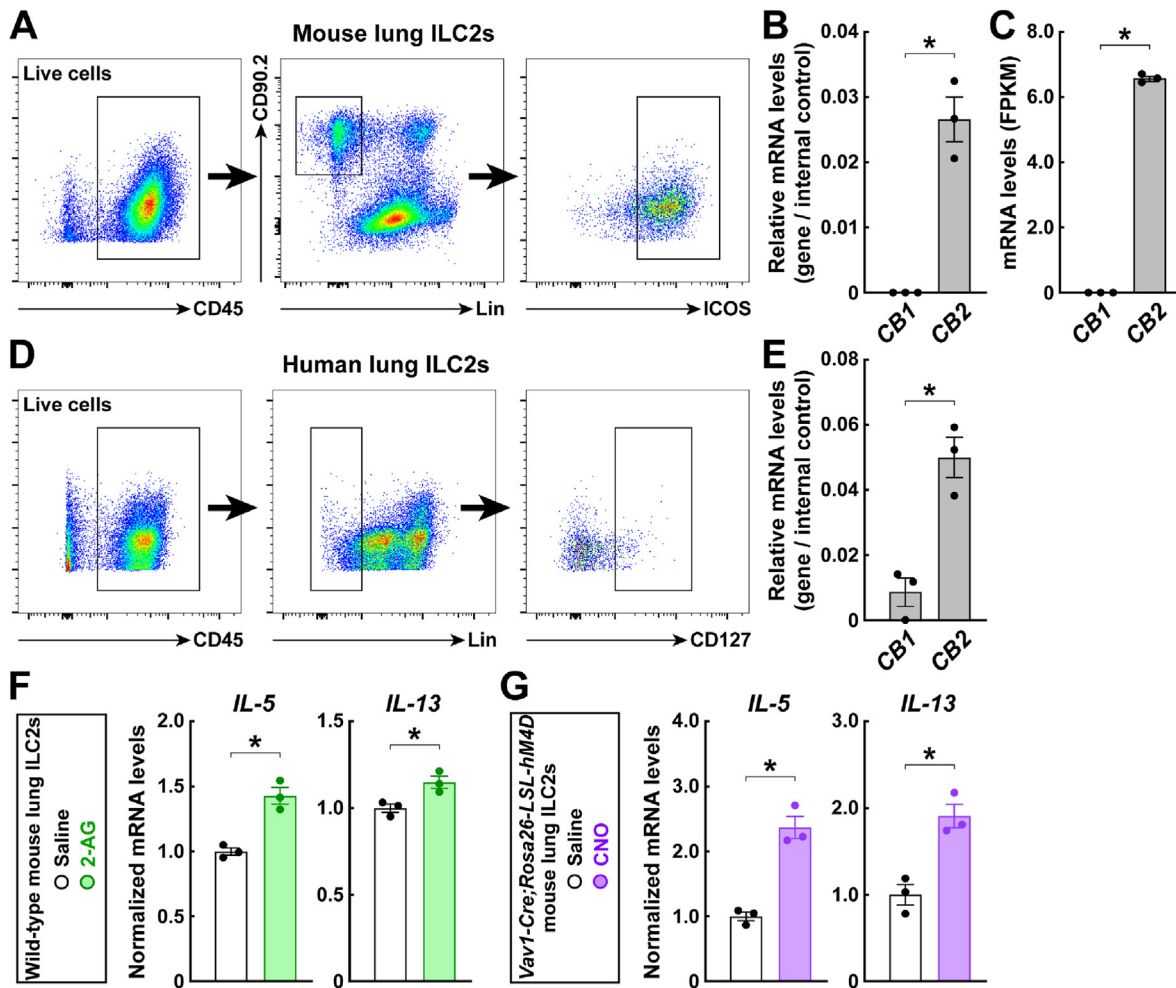 A
Mouse lung ILC2s
Live cells
CD45
CD90.2
Lin
ICOS
B
Relative mRNA levels
(gene / internal control)
0.04
0.03
0.02
0.01
0
*
CB1
CB2
C
mRNA levels (FPKM)
8.0
6.0
4.0
2.0
0
*
CB1
CB2
D
Human lung ILC2s
Live cells
CD45
Lin
CD127
E
Relative mRNA levels
(gene / internal control)
0.08
0.06
0.04
0.02
0
*
CB1
CB2
F
Wild-type mouse lung ILC2s
Saline
2-AG
Normalized mRNA levels
IL-5
2.0
1.5
1.0
0.5
0
*
IL-13
1.5
1.0
0.5
0
*
G
Vav1-Cre;Rosa26-LSL-hM4D
mouse lung ILC2s
Saline
CNO
Normalized mRNA levels
IL-5
4.0
3.0
2.0
1.0
0
*
IL-13
3.0
2.0
1.0
0
*